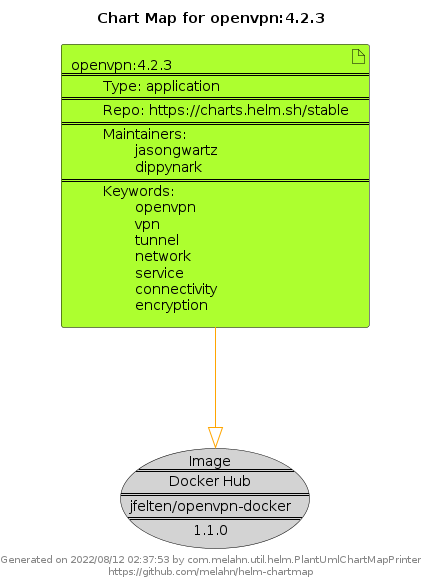 Chart Map for openvpn:4.2.3
openvpn:4.2.3
Type: application
Repo: https://charts.helm.sh/stable
Maintainers:
jasongwartz
dippynark
Keywords:
openvpn
vpn
tunnel
network
service
connectivity
encryption
Image
Docker Hub
jfelten/openvpn-docker
1.1.0
Generated on 2022/08/12 02:37:53 by com.melahn.util.helm.PlantUmlChartMapPrinter
https://github.com/melahn/helm-chartmap